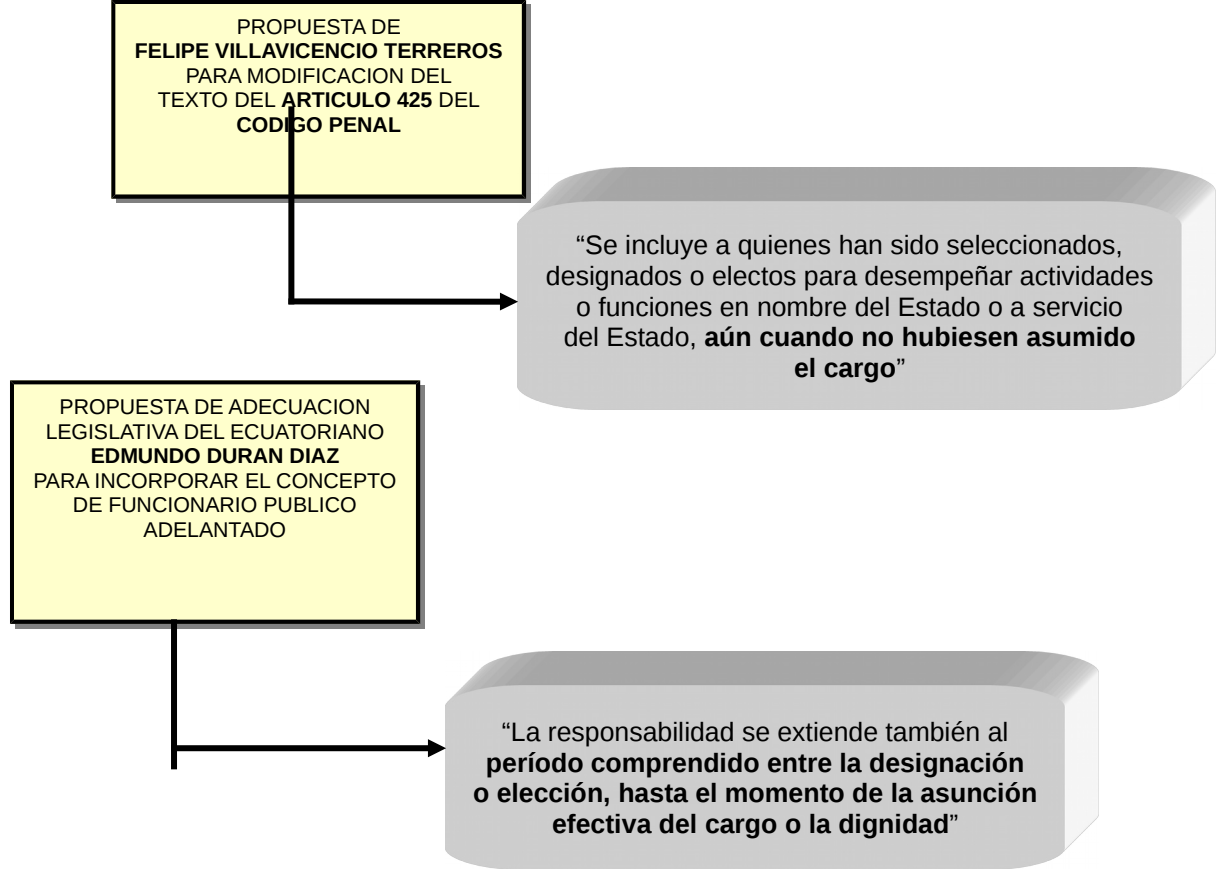 PROPUESTA DE
FELIPE VILLAVICENCIO TERREROS
PARA MODIFICACION DEL
TEXTO DEL ARTICULO 425 DEL
CODIGO PENAL
“Se incluye a quienes han sido seleccionados,
designados o electos para desempeñar actividades
o funciones en nombre del Estado o a servicio
del Estado, aún cuando no hubiesen asumido
el cargo”
PROPUESTA DE ADECUACION
LEGISLATIVA DEL ECUATORIANO
EDMUNDO DURAN DIAZ
PARA INCORPORAR EL CONCEPTO
DE FUNCIONARIO PUBLICO
ADELANTADO
“La responsabilidad se extiende también al
período comprendido entre la designación
o elección, hasta el momento de la asunción
efectiva del cargo o la dignidad”